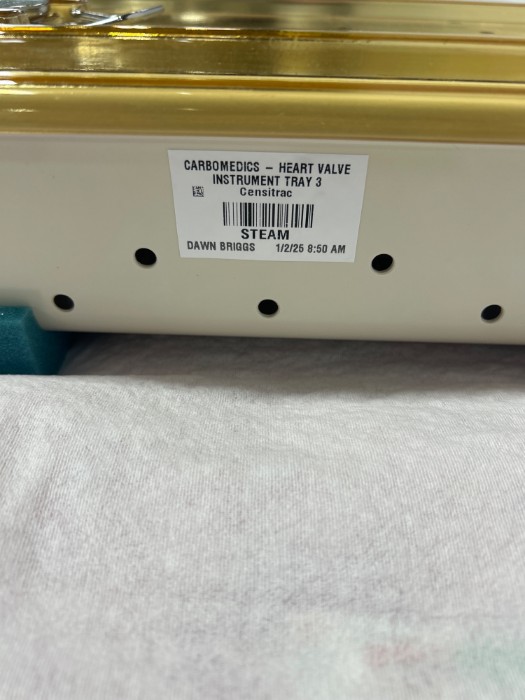 CARBOMEDICS - HEART VALVE
INSTRUMENT TRAY 3
Censitrac
STEAM
DAWN BRIGGS 1/2/25 8:50 AM